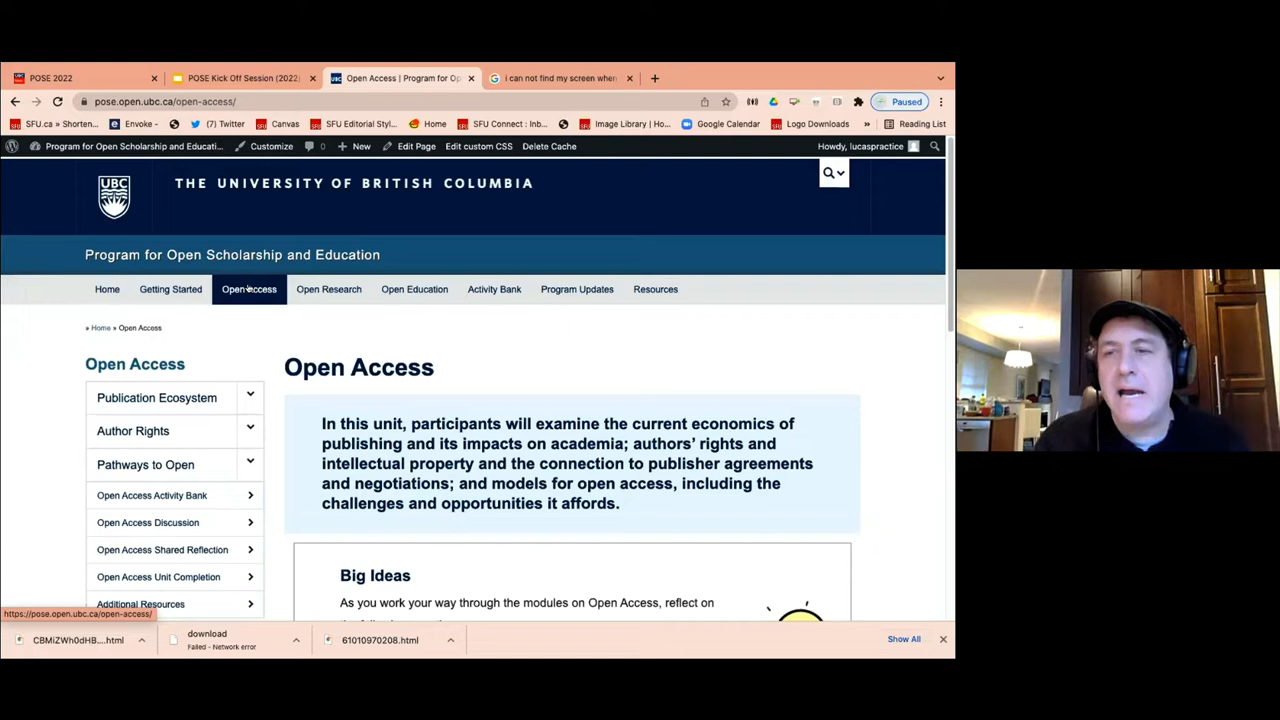 POSE 2022
POSE Kick Off Session (2022)
Open Access | Program for Op
i can not find my screen when
pose.open.ubc.ca/open-access/
Paused
SFU.ca » Shorten...
Envoke -
(7) Twitter
Canvas
SFU Editorial Styl...
Home
SFU Connect : Inb...
Image Library | Ho...
Google Calendar
Logo Downloads
»
Reading List
Program for Open Scholarship and Educati...
Customize
0
New
Edit Page
Edit custom CSS
Delete Cache
Howdy, lucaspractice
UBC
THE UNIVERSITY OF BRITISH COLUMBIA
Program for Open Scholarship and Education
Home
Getting Started
Open Access
Open Research
Open Education
Activity Bank
Program Updates
Resources
» Home » Open Access
Open Access
Publication Ecosystem
Author Rights
Pathways to Open
Open Access Activity Bank
Open Access Discussion
Open Access Shared Reflection
Open Access Unit Completion
Additional Resources
Open Access
In this unit, participants will examine the current economics of
publishing and its impacts on academia; authors’ rights and
intellectual property and the connection to publisher agreements
and negotiations; and models for open access, including the
challenges and opportunities it affords.
Big Ideas
As you work your way through the modules on Open Access, reflect on
https://pose.open.ubc.ca/open-access/
CBMiZWh0dHB....html
download
Failed - Network error
61010970208.html
Show All